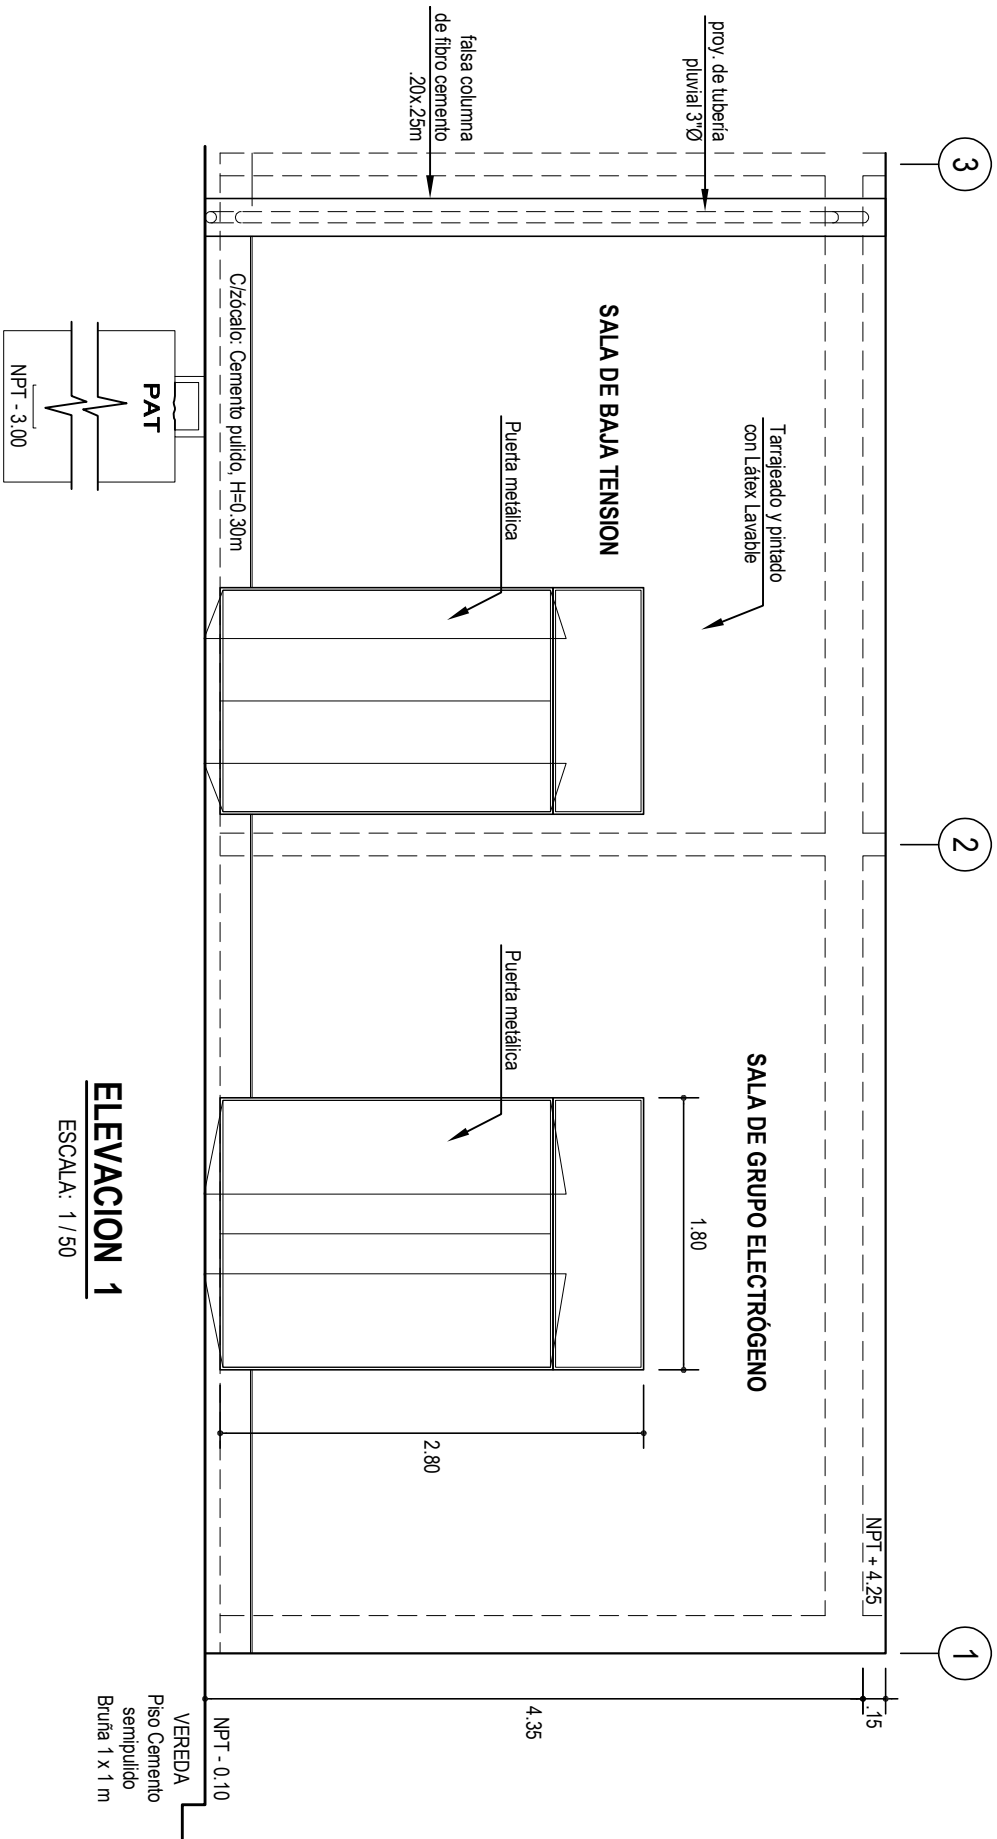 3
2
1
proy. de tubería
pluvial 3"Ø
falsa columna
de fibro cemento
.20x.25m
Tarrajeado y pintado
con Látex Lavable
SALA DE BAJA TENSION
SALA DE GRUPO ELECTRÓGENO
NPT + 4.25
.15
4.35
1.80
2.80
Puerta metálica
Puerta metálica
C/zócalo: Cemento pulido, H=0.30m
NPT - 0.10
VEREDA
Piso Cemento
semipulido
Bruña 1 x 1 m
PAT
NPT - 3.00
ELEVACION 1
ESCALA: 1 / 50